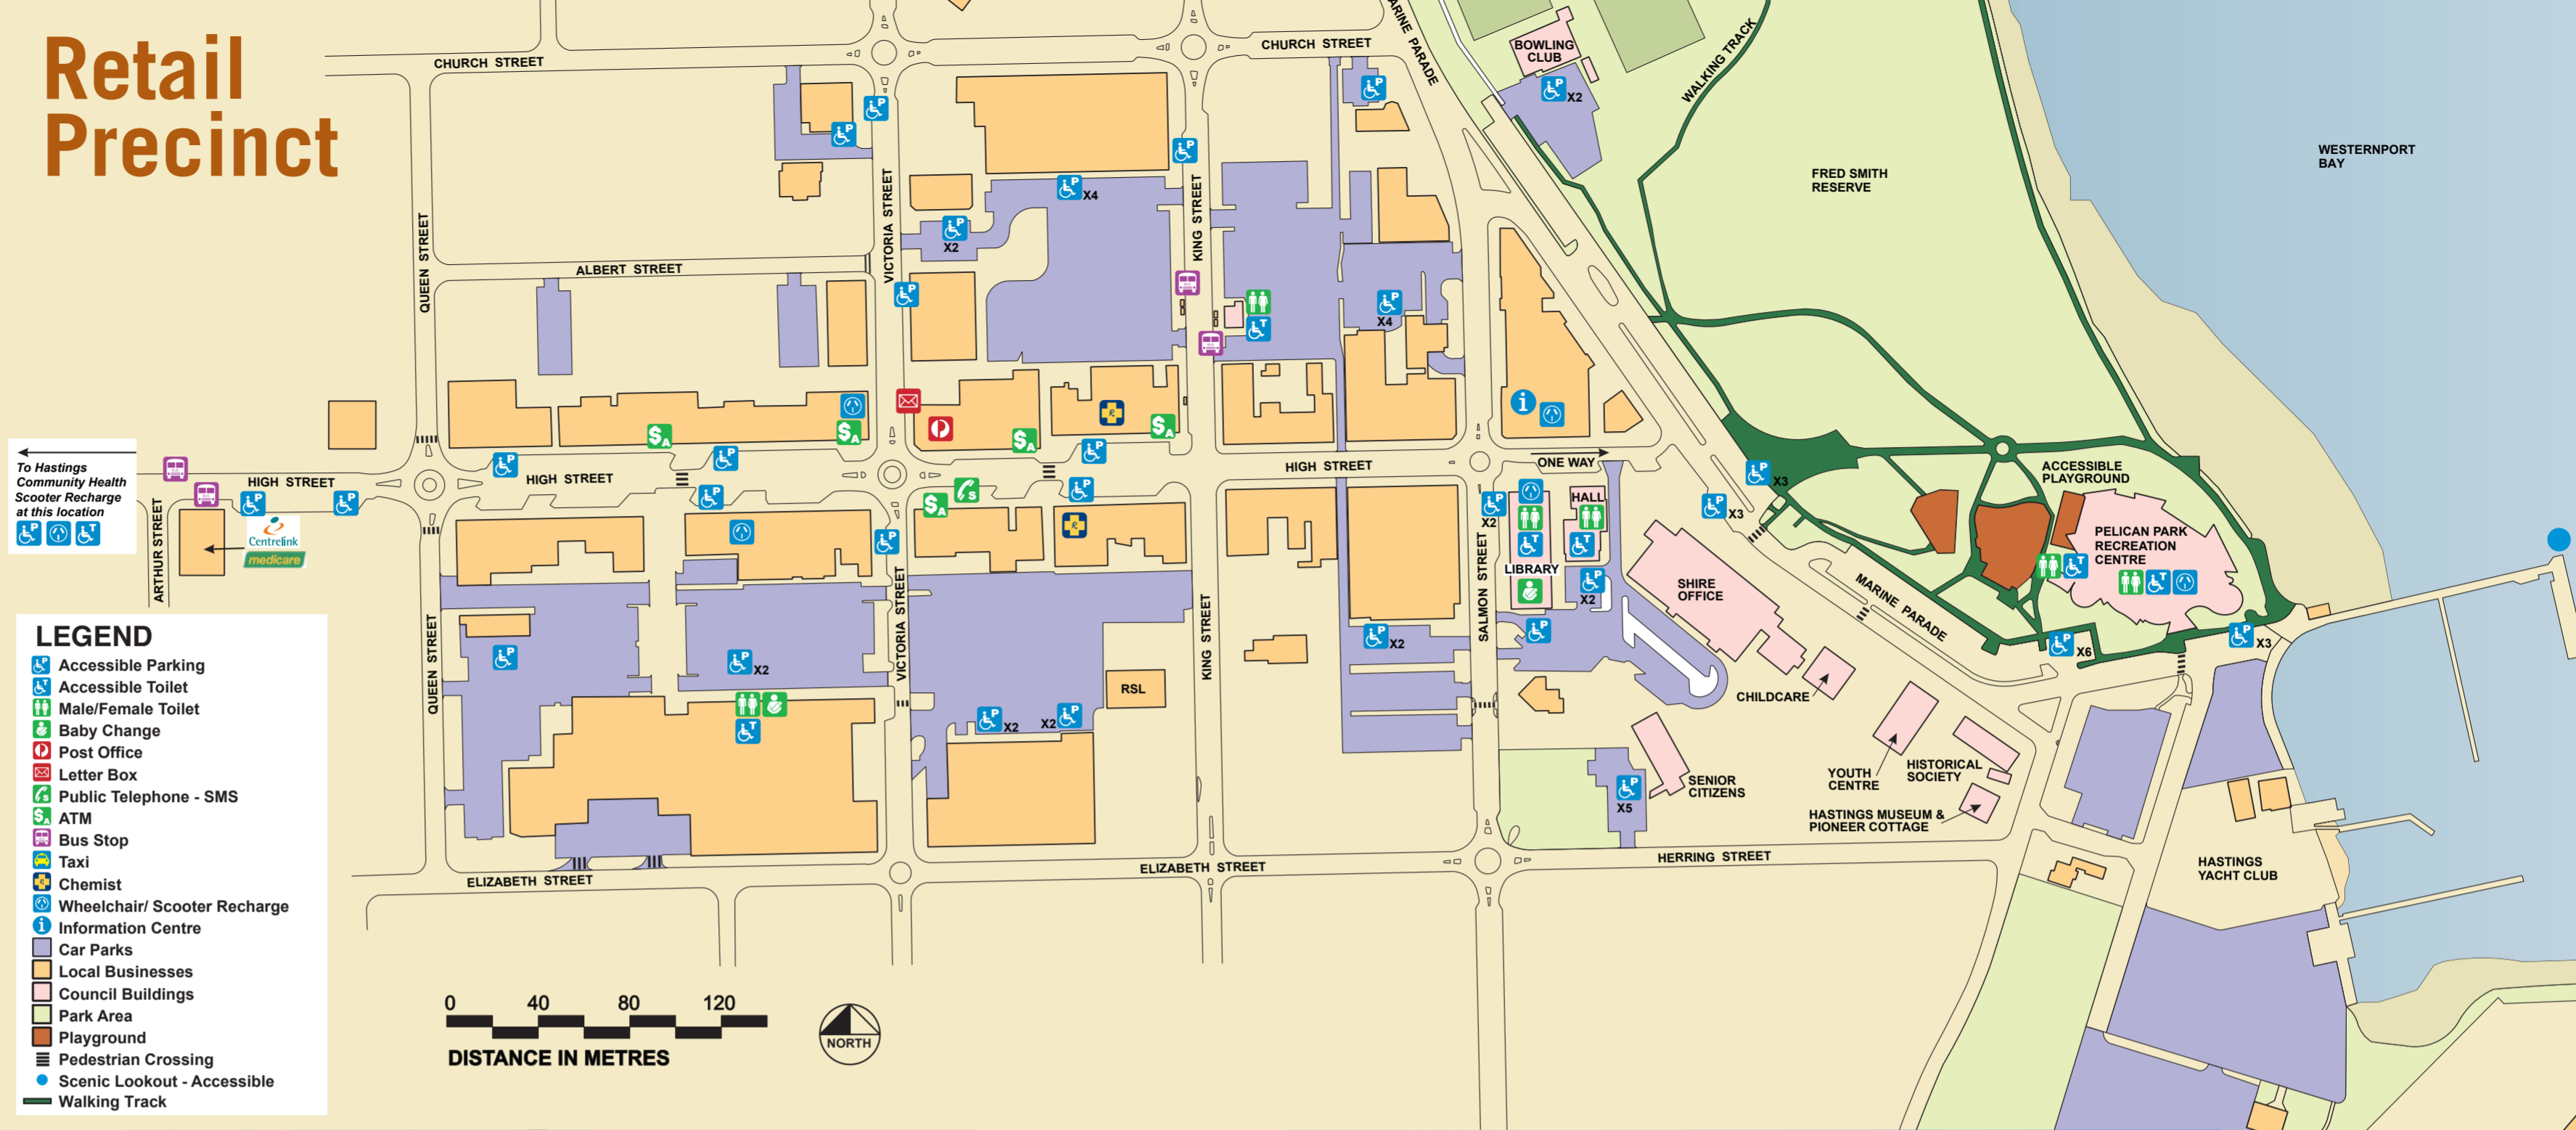 Retail
Precinct
CHURCH STREET
CHURCH STREET
MARINE PARADE
BOWLING
CLUB
X2
WALKING TRACK
FRED SMITH
RESERVE
WESTERNPORT
BAY
QUEEN STREET
VICTORIA STREET
KING STREET
X4
X2
ALBERT STREET
X4
To Hastings
Community Health
Scooter Recharge
at this location
HIGH STREET
HIGH STREET
HIGH STREET
ONE WAY
ARTHUR STREET
Centrelink
medicare
X2
HALL
LIBRARY
X2
X3
X3
ACCESSIBLE
PLAYGROUND
PELICAN PARK
RECREATION
CENTRE
SHIRE
OFFICE
MARINE PARADE
X6
X3
QUEEN STREET
VICTORIA STREET
KING STREET
SALMON STREET
X2
X2
RSL
X2
X2
CHILDCARE
SENIOR
CITIZENS
X5
YOUTH
CENTRE
HISTORICAL
SOCIETY
HASTINGS MUSEUM &
PIONEER COTTAGE
ELIZABETH STREET
ELIZABETH STREET
HERRING STREET
HASTINGS
YACHT CLUB
LEGEND
Accessible Parking
Accessible Toilet
Male/Female Toilet
Baby Change
Post Office
Letter Box
Public Telephone - SMS
ATM
Bus Stop
Taxi
Chemist
Wheelchair/ Scooter Recharge
Information Centre
Car Parks
Local Businesses
Council Buildings
Park Area
Playground
Pedestrian Crossing
Scenic Lookout - Accessible
Walking Track
0 40 80 120
DISTANCE IN METRES
NORTH